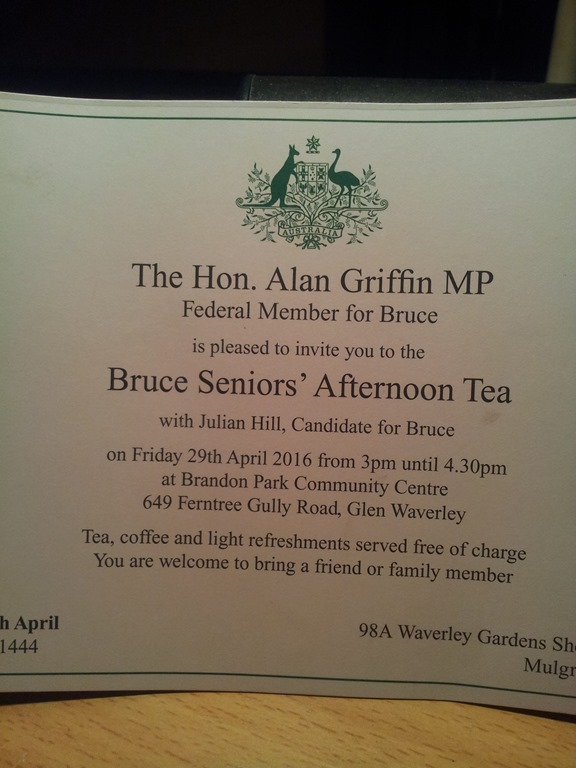 AUSTRALIA
The Hon. Alan Griffin MP
Federal Member for Bruce
is pleased to invite you to the
Bruce Seniors' Afternoon Tea
with Julian Hill, Candidate for Bruce
on Friday 29th April 2016 from 3pm until 4.30pm
at Brandon Park Community Centre
649 Ferntree Gully Road, Glen Waverley
Tea, coffee and light refreshments served free of charge
You are welcome to bring a friend or family member
h April
1444
98A Waverley Gardens Sh
Mulgr